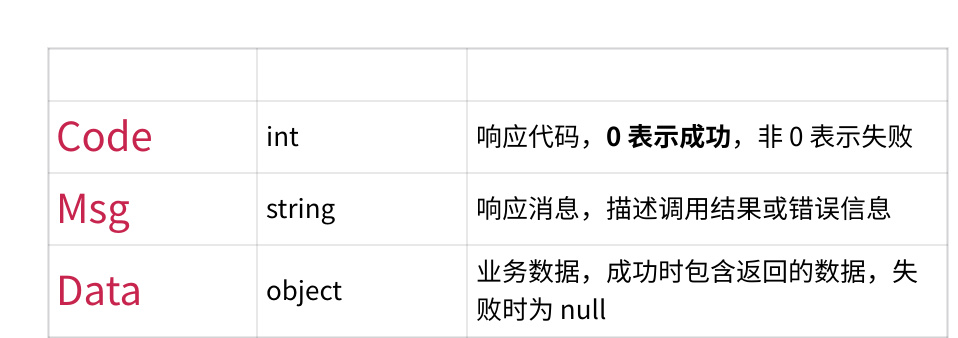 Code int 响应代码，0 表示成功，非 0 表示失败
Msg string 响应消息，描述调用结果或错误信息
Data object 业务数据，成功时包含返回的数据，失
败时为 null